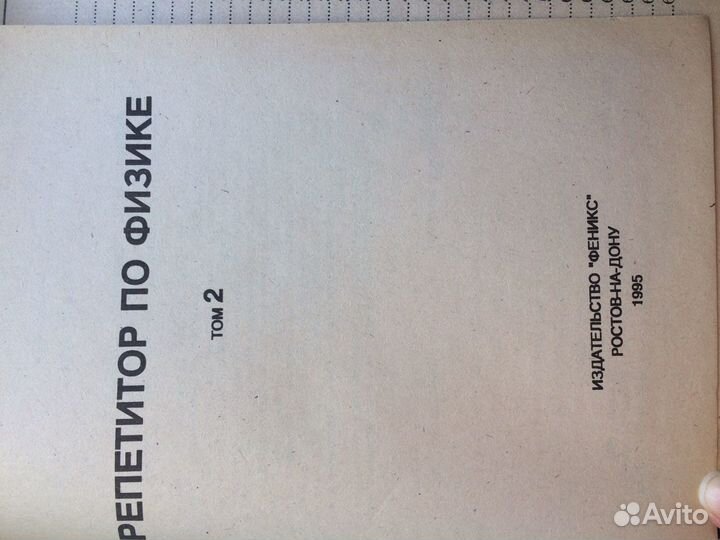 РЕПЕТИТОР ПО ФИЗИКЕ
ТОМ 2
ИЗДАТЕЛЬСТВО "ФЕНИКС"
РОСТОВ-НА-ДОНУ
1995
Avito